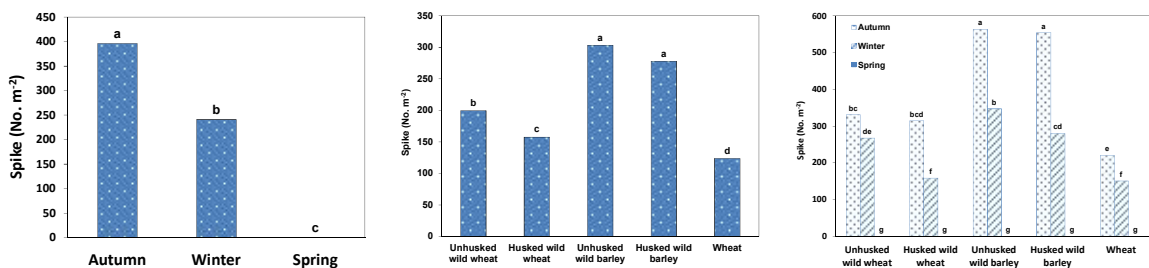 Spike (No. m⁻²)
450
400
350
300
250
200
150
100
50
0
a
b
c
Autumn
Winter
Spring
Spike (No. m⁻²)
350
300
250
200
150
100
50
0
b
c
a
a
d
Unhusked wild wheat
Husked wild wheat
Unhusked wild barley
Husked wild barley
Wheat
Spike (No. m⁻²)
600
500
400
300
200
100
0
Autumn
Winter
Spring
bc
de
g
bcd
f
g
a
b
g
a
cd
g
e
f
g
Unhusked wild wheat
Husked wild wheat
Unhusked wild barley
Husked wild barley
Wheat